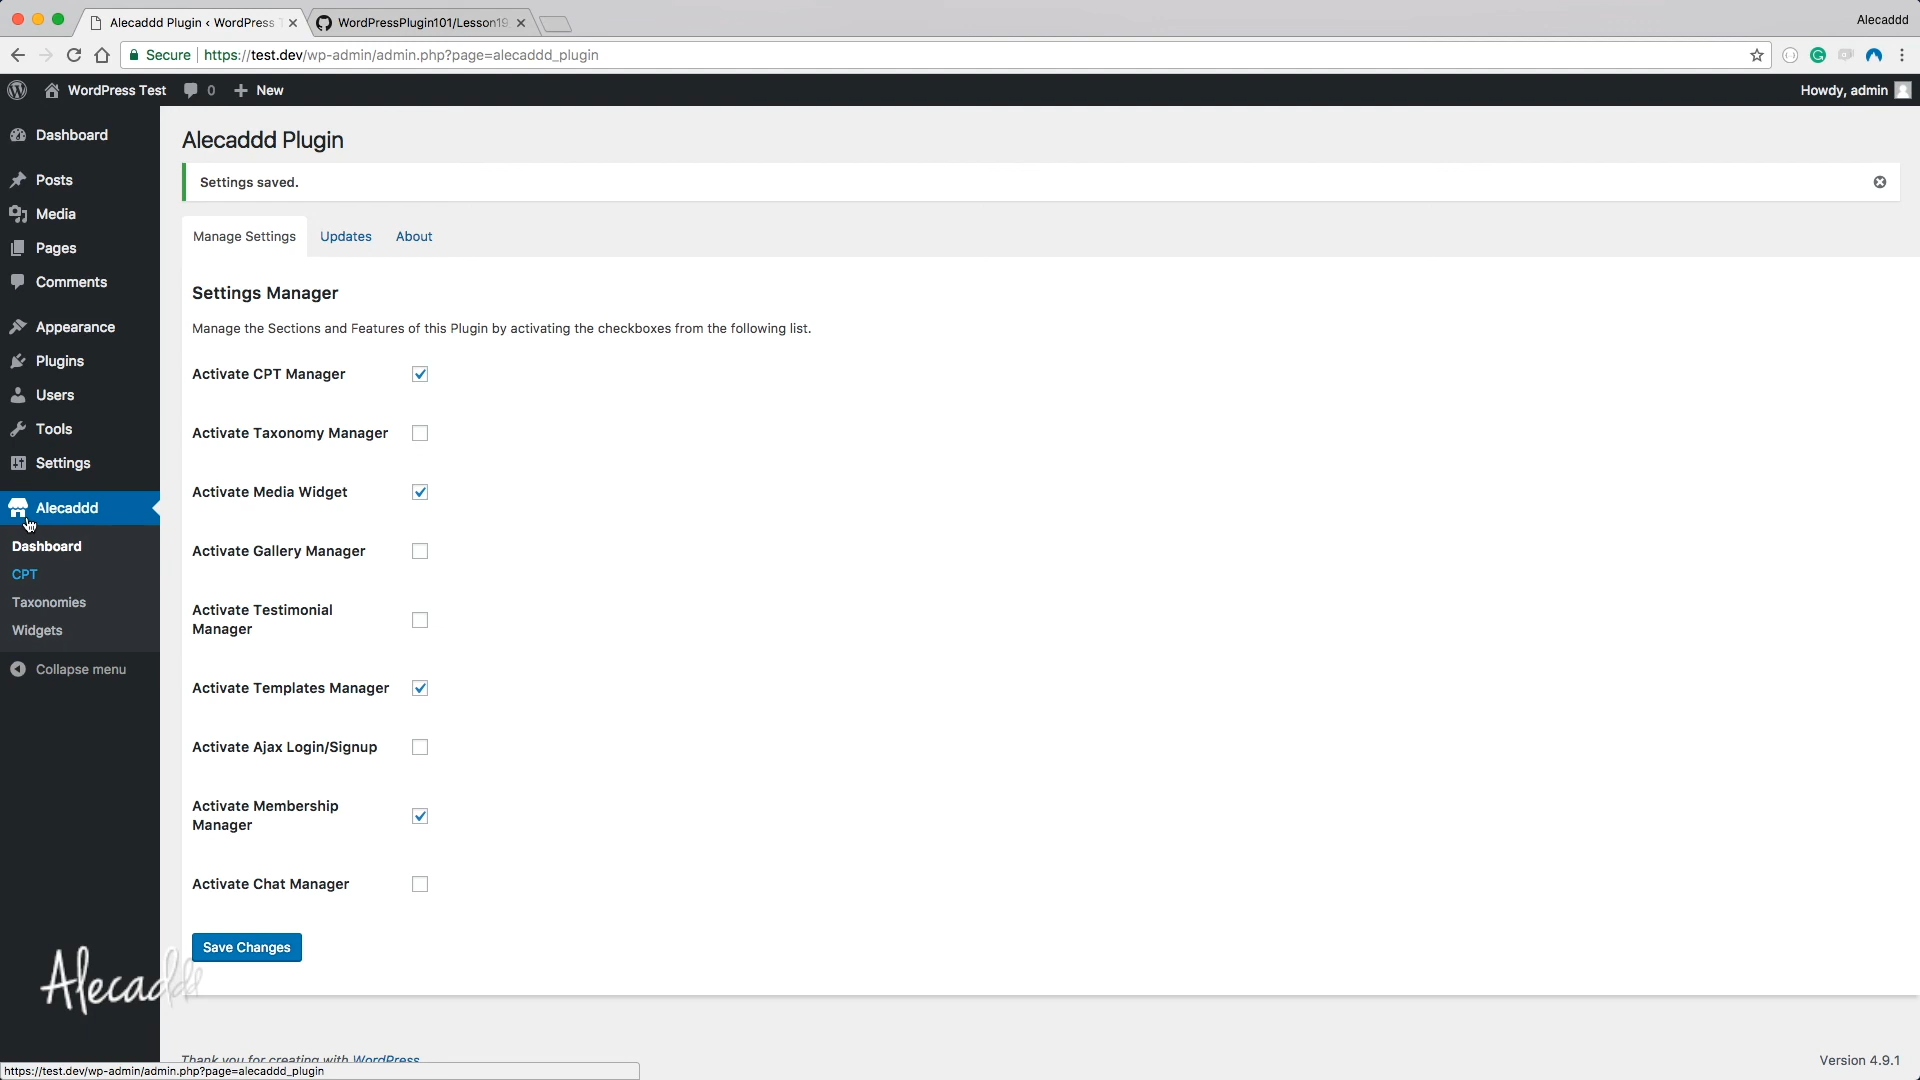 Alecaddd Plugin ‹ WordPress
WordPressPlugin101/Lesson19
Alecaddd
Secure
https://test.dev/wp-admin/admin.php?page=alecaddd_plugin
WordPress Test
0
New
Howdy, admin
Dashboard
Posts
Media
Pages
Comments
Appearance
Plugins
Users
Tools
Settings
Alecaddd
Dashboard
CPT
Taxonomies
Widgets
Collapse menu
Alecaddd Plugin
Settings saved.
Manage Settings
Updates
About
Settings Manager
Manage the Sections and Features of this Plugin by activating the checkboxes from the following list.
Activate CPT Manager
Activate Taxonomy Manager
Activate Media Widget
Activate Gallery Manager
Activate Testimonial
Manager
Activate Templates Manager
Activate Ajax Login/Signup
Activate Membership
Manager
Activate Chat Manager
Save Changes
Alecaddd
Thank you for creating with WordPress
Version 4.9.1
https://test.dev/wp-admin/admin.php?page=alecaddd_plugin